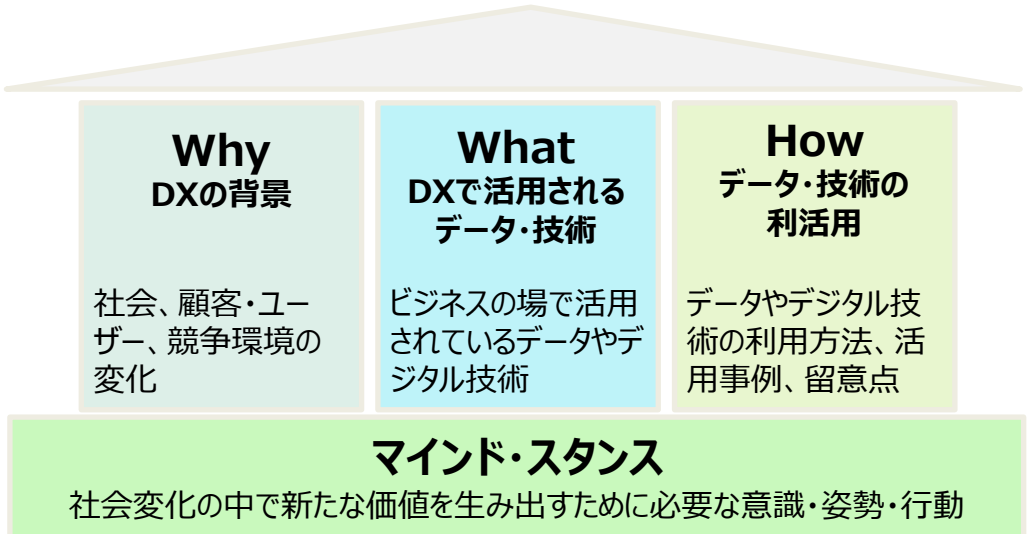 Why
DXの背景
社会、顧客・ユー
ザー、競争環境の
変化
What
DXで活用される
データ・技術
ビジネスの場で活用
されているデータやデ
ジタル技術
How
データ・技術の
利活用
データやデジタル技
術の利用方法、活
用事例、留意点
マインド・スタンス
社会変化の中で新たな価値を生み出すために必要な意識・姿勢・行動